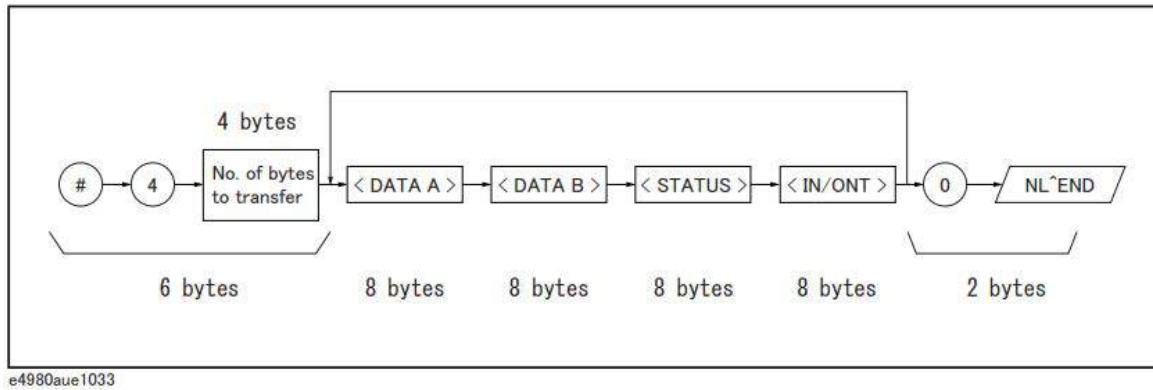 4 bytes
#
4
No. of bytes
to transfer
< DATA A >
< DATA B >
< STATUS >
< IN/ONT >
0
NL^END
6 bytes
8 bytes
8 bytes
8 bytes
8 bytes
2 bytes
e4980aue1033